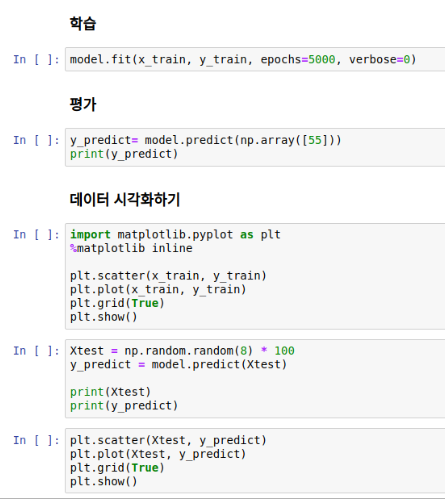 학습
In [ ]: model.fit(x_train, y_train, epochs=5000, verbose=0)
평가
In [ ]: y_predict= model.predict(np.array([55]))
print(y_predict)
데이터 시각화하기
In [ ]: import matplotlib.pyplot as plt
%matplotlib inline
plt.scatter(x_train, y_train)
plt.plot(x_train, y_train)
plt.grid(True)
plt.show()
In [ ]: Xtest = np.random.random(8) * 100
y_predict = model.predict(Xtest)
print(Xtest)
print(y_predict)
In [ ]: plt.scatter(Xtest, y_predict)
plt.plot(Xtest, y_predict)
plt.grid(True)
plt.show()